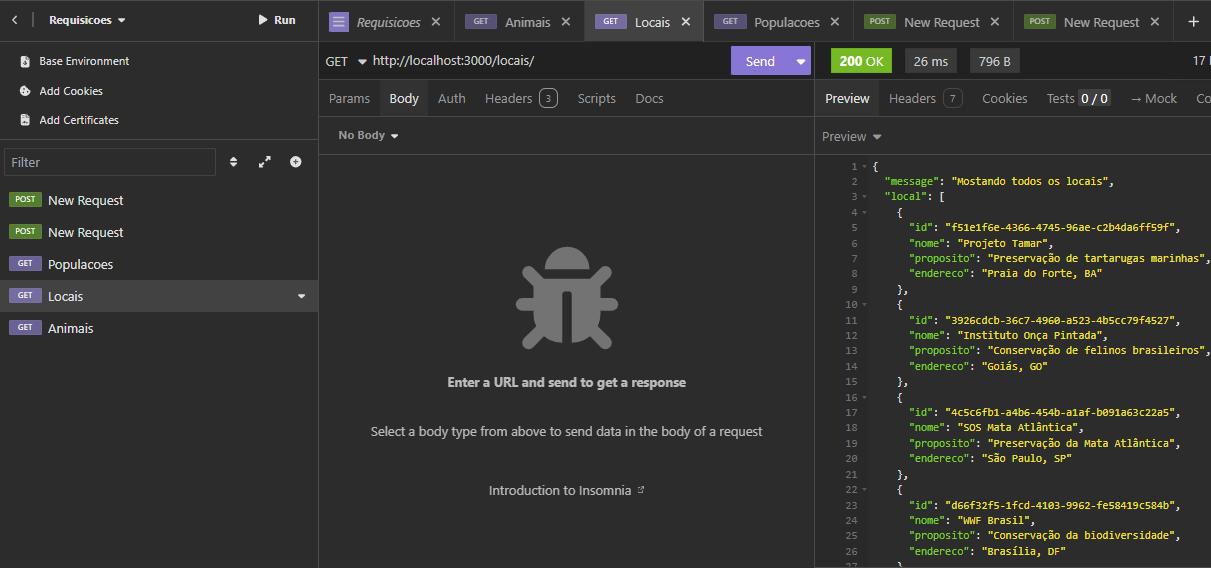 Requisicoes
Run
Requisicoes
GET Animais
GET Locais
GET Populacoes
POST New Request
POST New Request
Base Environment
Add Cookies
Add Certificates
Filter
POST New Request
POST New Request
GET Populacoes
GET Locais
GET Animais
GET http://localhost:3000/locais/ Send
Params Body Auth Headers 3 Scripts Docs
No Body
Enter a URL and send to get a response
Select a body type from above to send data in the body of a request
Introduction to Insomnia
200 OK 26 ms 796 B 17
Preview Headers 7 Cookies Tests 0 / 0 → Mock Co
Preview
1 {
2 "message": "Mostando todos os locais",
3 "local": [
4 {
5 "id": "f51e1f6e-4366-4745-96ae-c2b4da6ff59f",
6 "nome": "Projeto Tamar",
7 "proposito": "Preservação de tartarugas marinhas",
8 "endereco": "Praia do Forte, BA"
9 },
10 {
11 "id": "3926cdcb-36c7-4960-a523-4b5cc79f4527",
12 "nome": "Instituto Onça Pintada",
13 "proposito": "Conservação de felinos brasileiros",
14 "endereco": "Goiás, GO"
15 },
16 {
17 "id": "4c5c6fb1-a4b6-454b-a1af-b091a63c22a5",
18 "nome": "SOS Mata Atlântica",
19 "proposito": "Preservação da Mata Atlântica",
20 "endereco": "São Paulo, SP"
21 },
22 {
23 "id": "d66f32f5-1fcd-4103-9962-fe58419c584b",
24 "nome": "WWF Brasil",
25 "proposito": "Conservação da biodiversidade",
26 "endereco": "Brasília, DF"
27 }